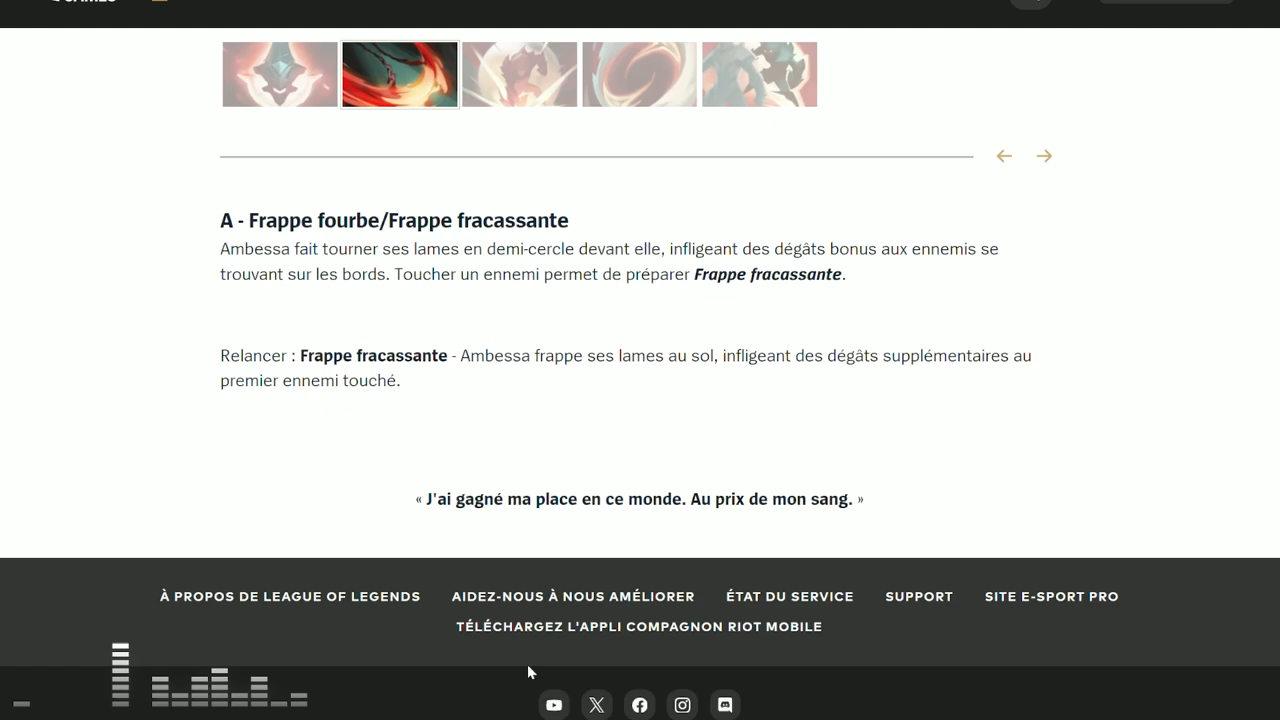 A - Frappe fourbe/Frappe fracassante
Ambessa fait tourner ses lames en demi-cercle devant elle, infligeant des dégâts bonus aux ennemis se
trouvant sur les bords. Toucher un ennemi permet de préparer Frappe fracassante.
Relancer : Frappe fracassante - Ambessa frappe ses lames au sol, infligeant des dégâts supplémentaires au
premier ennemi touché.
« J'ai gagné ma place en ce monde. Au prix de mon sang. »
À PROPOS DE LEAGUE OF LEGENDS AIDEZ-NOUS À NOUS AMÉLIORER ÉTAT DU SERVICE SUPPORT SITE E-SPORT PRO
TÉLÉCHARGEZ L'APPLI COMPAGNON RIOT MOBILE